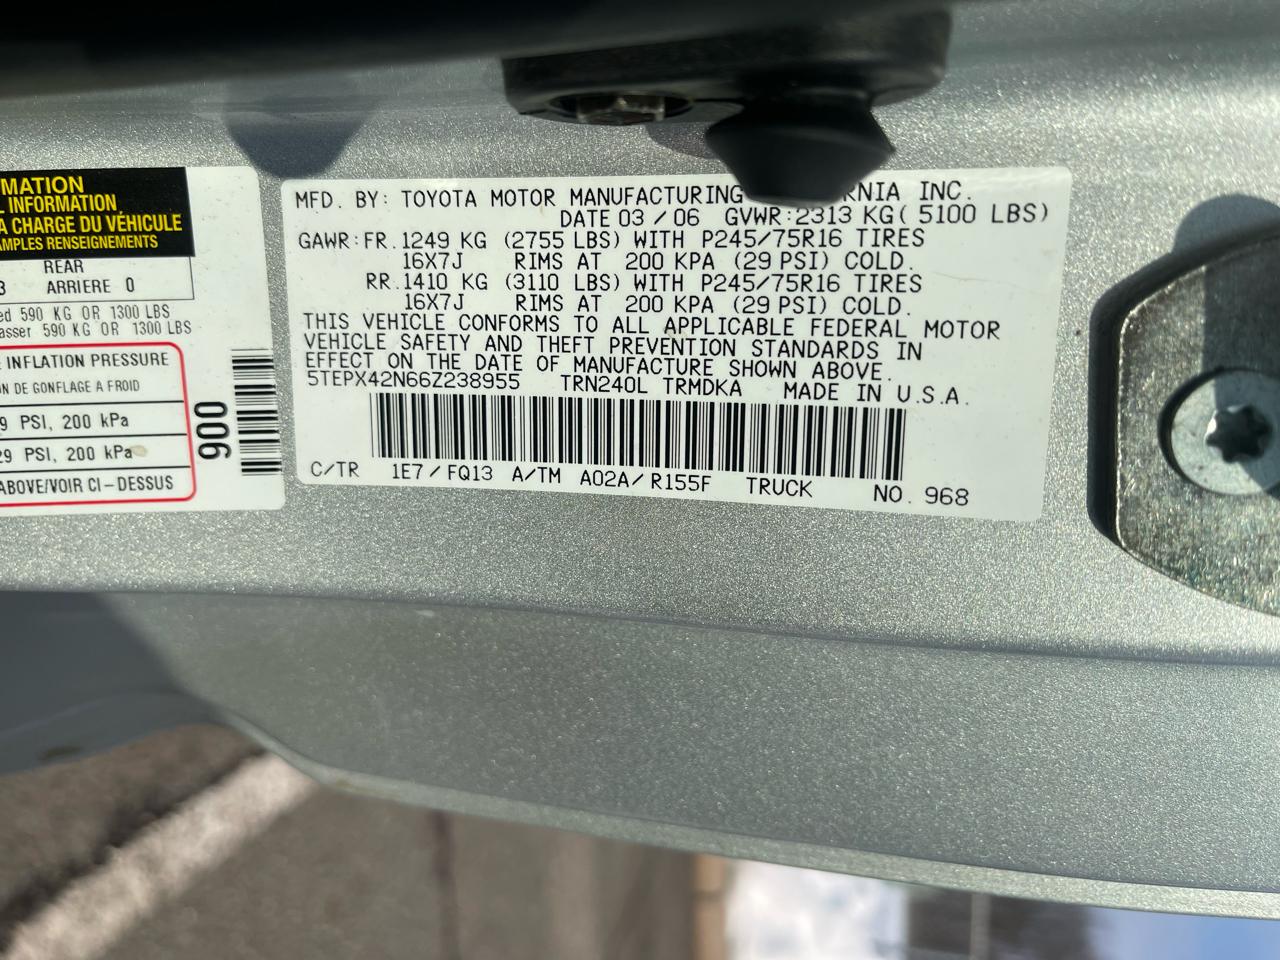 MATION
L INFORMATION
A CHARGE DU VÉHICULE
AMPLES RENSEIGNEMENTS
REAR
3 ARRIERE 0
ed 590 KG OR 1300 LBS
asser 590 KG OR 1300 LBS
INFLATION PRESSURE
ON DE GONFLAGE A FROID
9 PSI, 200 kPa
29 PSI, 200 kPa
ABOVE/VOIR CI-DESSUS
900
MFD. BY: TOYOTA MOTOR MANUFACTURING RNIA INC.
DATE 03/06 GVWR:2313 KG( 5100 LBS)
GAWR:FR.1249 KG (2755 LBS) WITH P245/75R16 TIRES
16X7J RIMS AT 200 KPA (29 PSI) COLD.
RR.1410 KG (3110 LBS) WITH P245/75R16 TIRES
16X7J RIMS AT 200 KPA (29 PSI) COLD.
THIS VEHICLE CONFORMS TO ALL APPLICABLE FEDERAL MOTOR
VEHICLE SAFETY AND THEFT PREVENTION STANDARDS IN
EFFECT ON THE DATE OF MANUFACTURE SHOWN ABOVE.
5TEPX42N66Z238955 TRN240L TRMDKA MADE IN U.S.A.
C/TR 1E7/FQ13 A/TM A02A/R155F TRUCK NO. 968